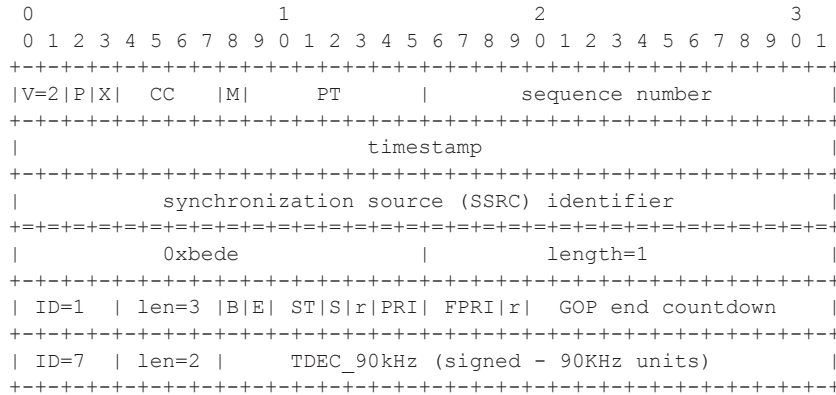 0                   1                   2                   3
 0 1 2 3 4 5 6 7 8 9 0 1 2 3 4 5 6 7 8 9 0 1 2 3 4 5 6 7 8 9 0 1
+-+-+-+-+-+-+-+-+-+-+-+-+-+-+-+-+-+-+-+-+-+-+-+-+-+-+-+-+-+-+-+-+
|V=2|P|X|  CC   |M|     PT      |       sequence number         |
+-+-+-+-+-+-+-+-+-+-+-+-+-+-+-+-+-+-+-+-+-+-+-+-+-+-+-+-+-+-+-+-+
|                           timestamp                           |
+-+-+-+-+-+-+-+-+-+-+-+-+-+-+-+-+-+-+-+-+-+-+-+-+-+-+-+-+-+-+-+-+
|           synchronization source (SSRC) identifier            |
+=+=+=+=+=+=+=+=+=+=+=+=+=+=+=+=+=+=+=+=+=+=+=+=+=+=+=+=+=+=+=+=+
|           0xbede              |         length=1              |
+-+-+-+-+-+-+-+-+-+-+-+-+-+-+-+-+-+-+-+-+-+-+-+-+-+-+-+-+-+-+-+-+
| ID=1  | len=3 |B|E| ST|S|r|PRI| FPRI|r|  GOP end countdown    |
+-+-+-+-+-+-+-+-+-+-+-+-+-+-+-+-+-+-+-+-+-+-+-+-+-+-+-+-+-+-+-+-+
| ID=7  | len=2 |     TDEC_90kHz (signed - 90KHz units)         |
+-+-+-+-+-+-+-+-+-+-+-+-+-+-+-+-+-+-+-+-+-+-+-+-+-+-+-+-+-+-+-+-+